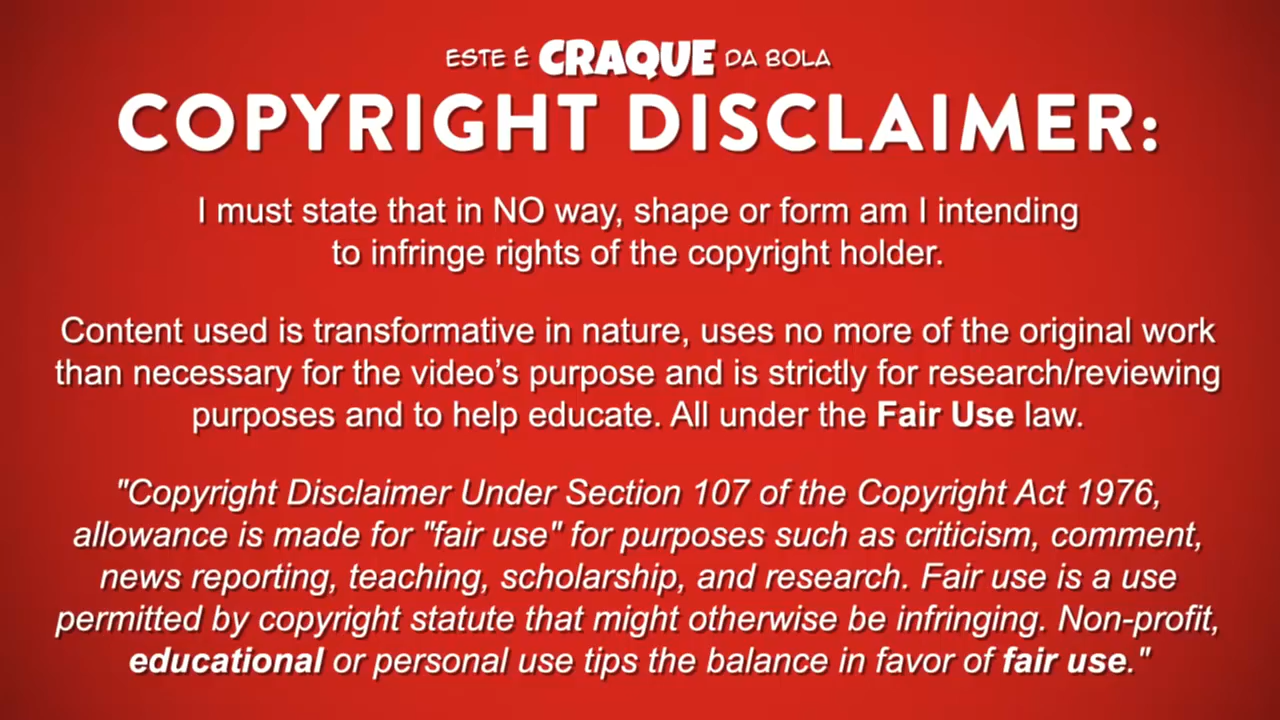 ESTE É CRAQUE DA BOLA
COPYRIGHT DISCLAIMER:
I must state that in NO way, shape or form am I intending
to infringe rights of the copyright holder.
Content used is transformative in nature, uses no more of the original work
than necessary for the video’s purpose and is strictly for research/reviewing
purposes and to help educate. All under the Fair Use law.
"Copyright Disclaimer Under Section 107 of the Copyright Act 1976,
allowance is made for "fair use" for purposes such as criticism, comment,
news reporting, teaching, scholarship, and research. Fair use is a use
permitted by copyright statute that might otherwise be infringing. Non-profit,
educational or personal use tips the balance in favor of fair use."